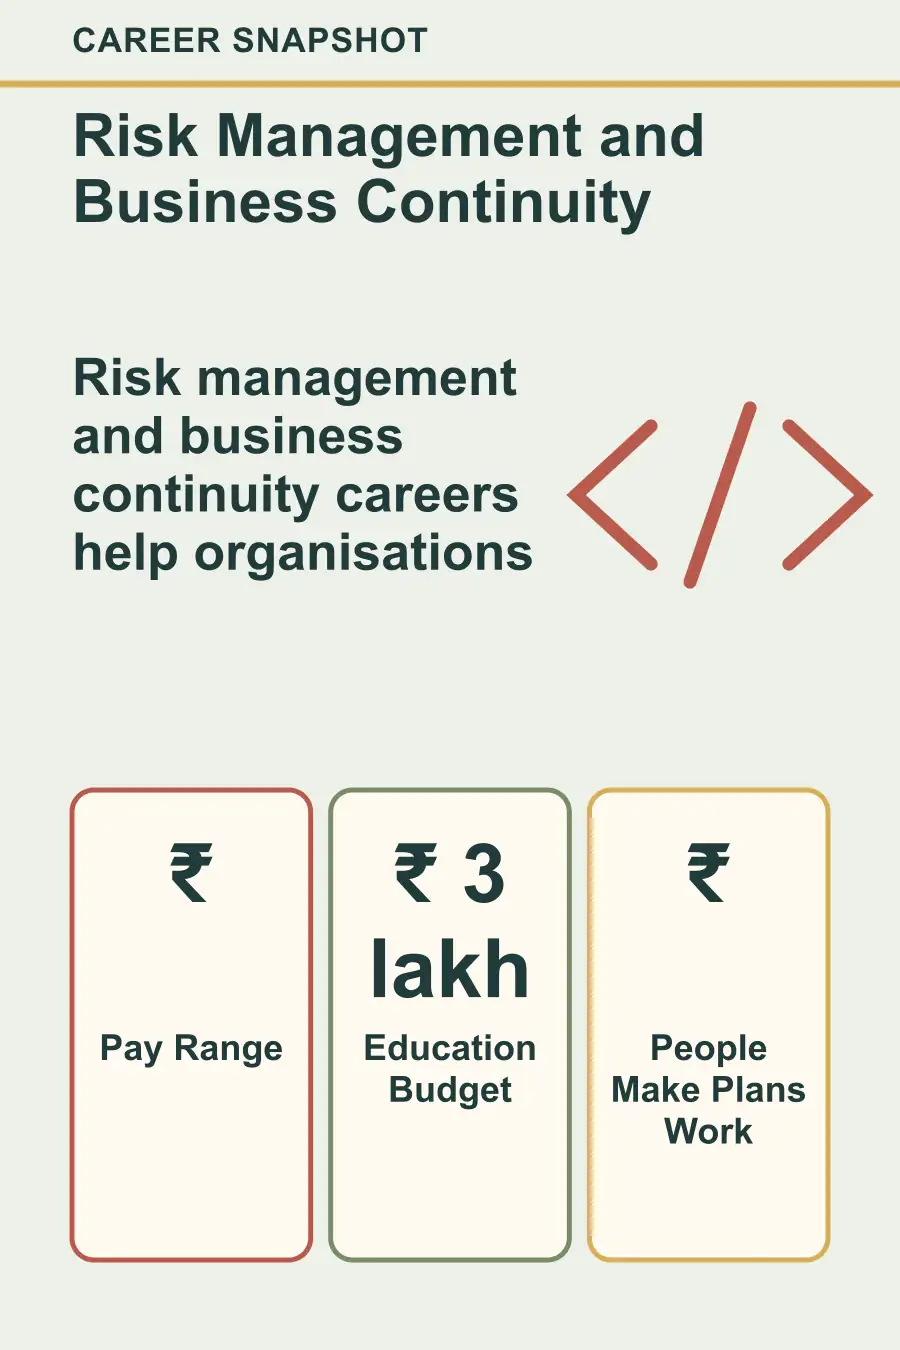 CAREER SNAPSHOT
Risk Management and
Business Continuity
Risk management
and business
continuity careers
help organisations
</>
₹
Pay Range
₹ 3
lakh
Education
Budget
₹
People
Make Plans
Work